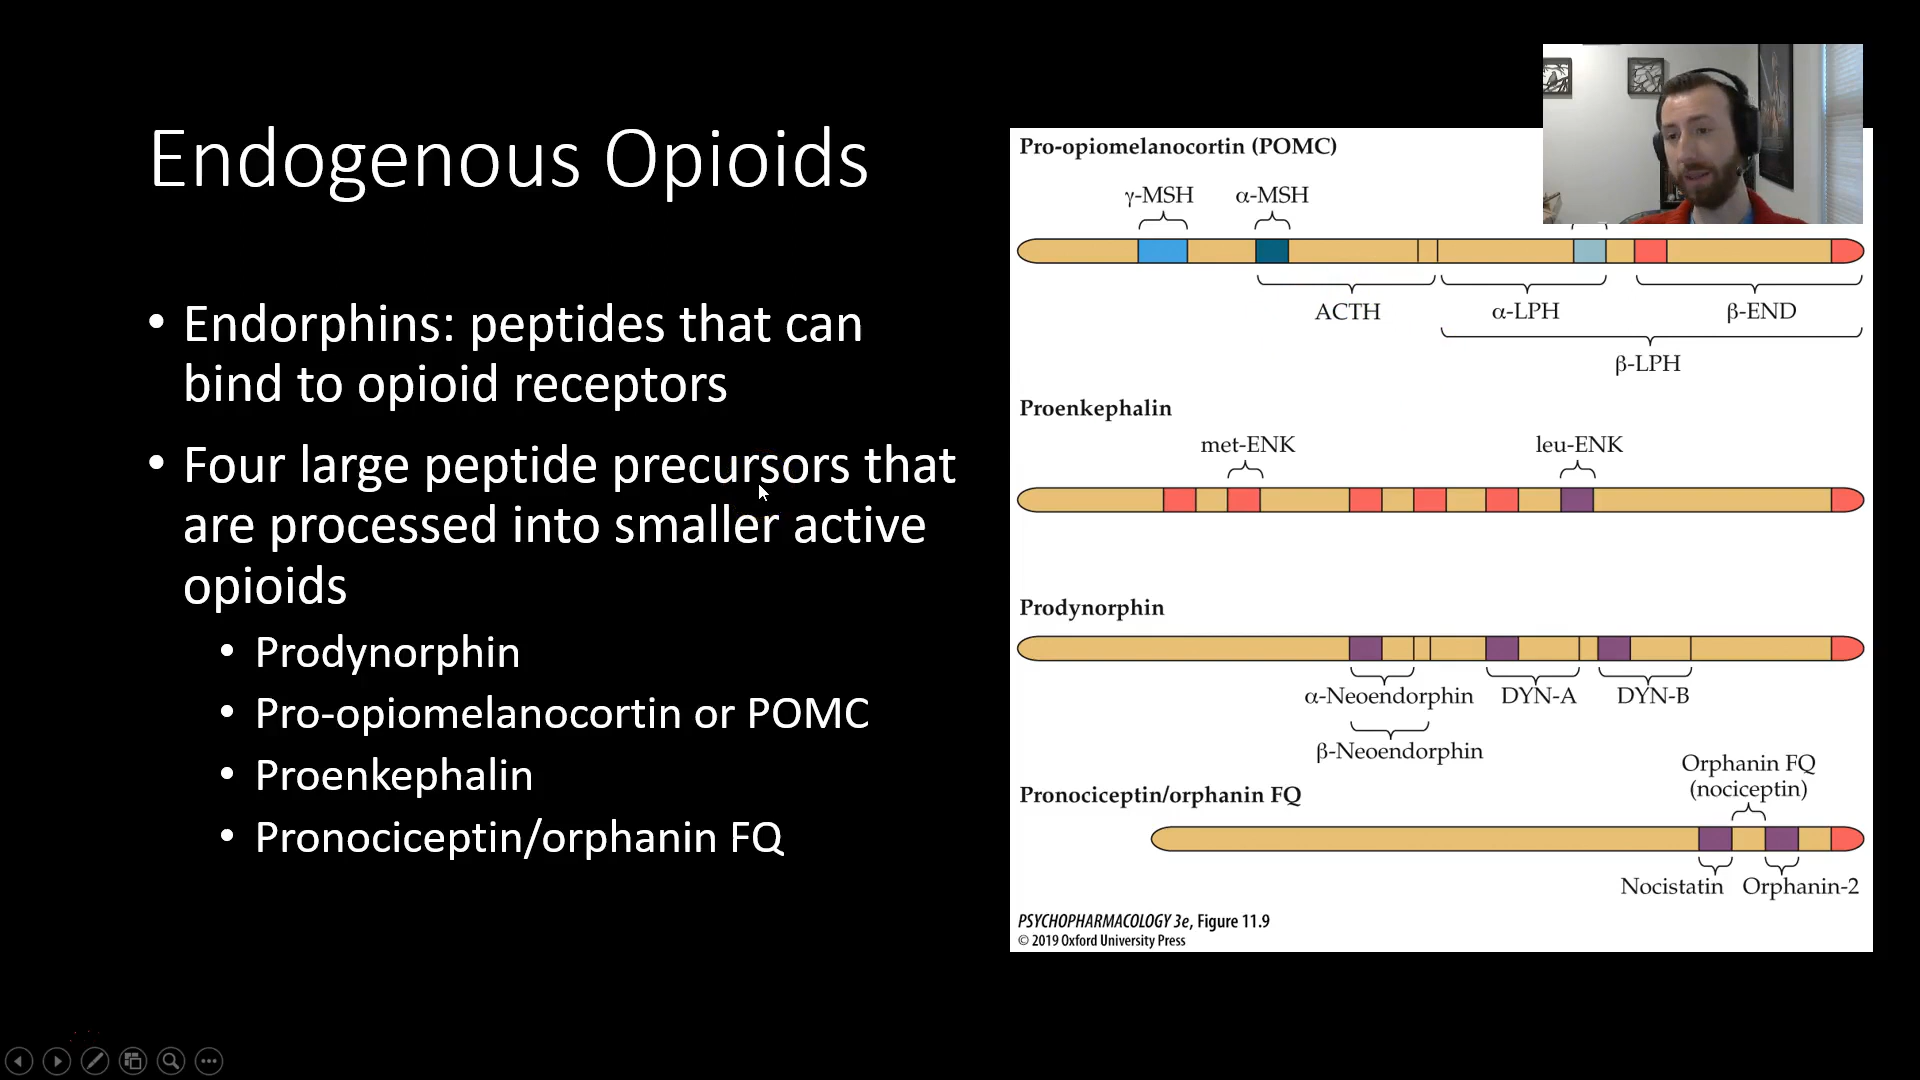 Endogenous Opioids
• Endorphins: peptides that can
bind to opioid receptors
• Four large peptide precursors that
are processed into smaller active
opioids
• Prodynorphin
• Pro-opiomelanocortin or POMC
• Proenkephalin
• Pronociceptin/orphanin FQ
Pro-opiomelanocortin (POMC)
γ-MSH α-MSH
ACTH α-LPH β-END
β-LPH
Proenkephalin
met-ENK leu-ENK
Prodynorphin
α-Neoendorphin DYN-A DYN-B
β-Neoendorphin
Orphanin FQ
(nociceptin)
Pronociceptin/orphanin FQ
Nocistatin Orphanin-2
PSYCHOPHARMACOLOGY 3e, Figure 11.9
© 2019 Oxford University Press